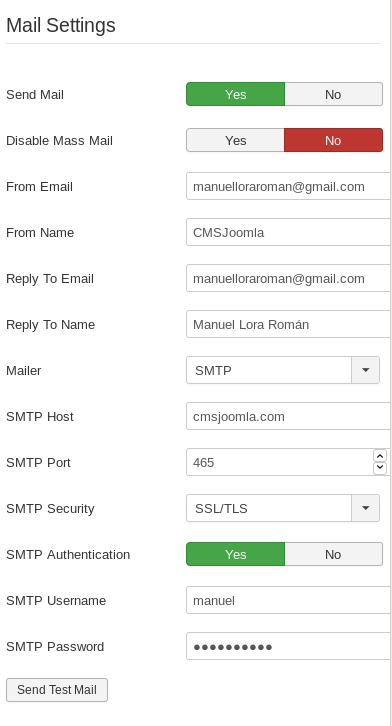 Mail Settings
Send Mail Yes No
Disable Mass Mail Yes No
From Email manuelloraroman@gmail.com
From Name CMSJoomla
Reply To Email manuelloraroman@gmail.com
Reply To Name Manuel Lora Román
Mailer SMTP
SMTP Host cmsjoomla.com
SMTP Port 465
SMTP Security SSL/TLS
SMTP Authentication Yes No
SMTP Username manuel
SMTP Password ●●●●●●●●●●
Send Test Mail